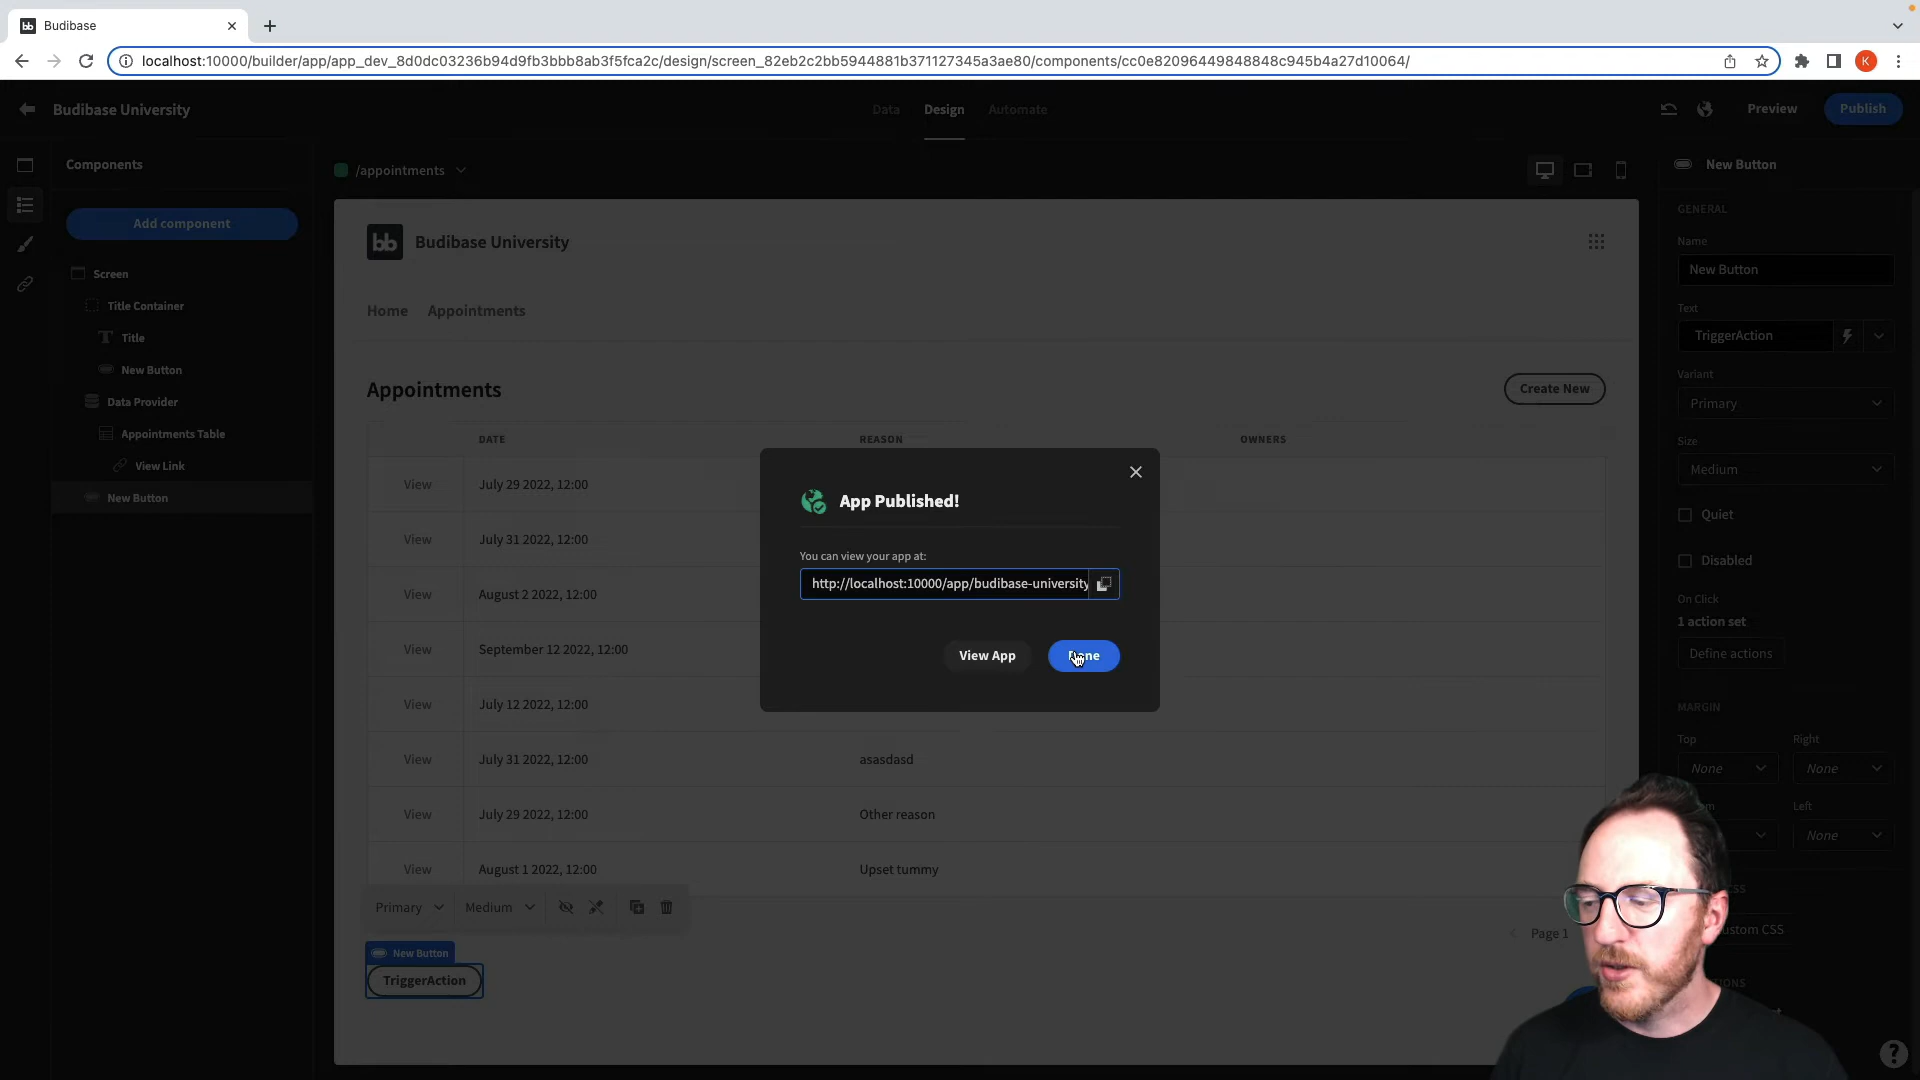 Budibase
localhost:10000/builder/app/app_dev_8d0dc03236b94d9fb3bbb8ab3f5fca2c/design/screen_82eb2c2bb5944881b371127345a3ae80/components/cc0e82096449848848c945b4a27d10064/
K
Budibase University
Data
Design
Automate
Preview
Publish
Components
/appointments
New Button
Add component
GENERAL
bb Budibase University
Name
New Button
Screen
Title Container
Home
Appointments
Text
TriggerAction
Title
New Button
Variant
Primary
Data Provider
Appointments
Create New
Appointments Table
DATE
REASON
OWNERS
Size
Medium
View Link
New Button
View
July 29 2022, 12:00
View
July 31 2022, 12:00
View
August 2 2022, 12:00
View
September 12 2022, 12:00
View
July 12 2022, 12:00
View
July 31 2022, 12:00
asasdasd
View
July 29 2022, 12:00
Other reason
View
August 1 2022, 12:00
Upset tummy
App Published!
You can view your app at:
http://localhost:10000/app/budibase-university
View App
Quiet
Disabled
On Click
1 action set
Define actions
MARGIN
Top
Right
None
None
Left
None
Primary
Medium
Page 1
New Button
TriggerAction
?